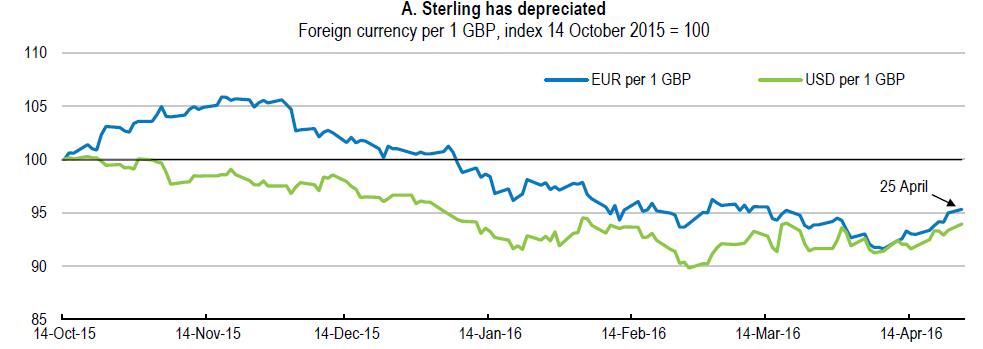 A. Sterling has depreciated
Foreign currency per 1 GBP, index 14 October 2015 = 100
110
EUR per 1 GBP
USD per 1 GBP
105
100
25 April
95
90
85
14-Oct-15 14-Nov-15 14-Dec-15 14-Jan-16 14-Feb-16 14-Mar-16 14-Apr-16